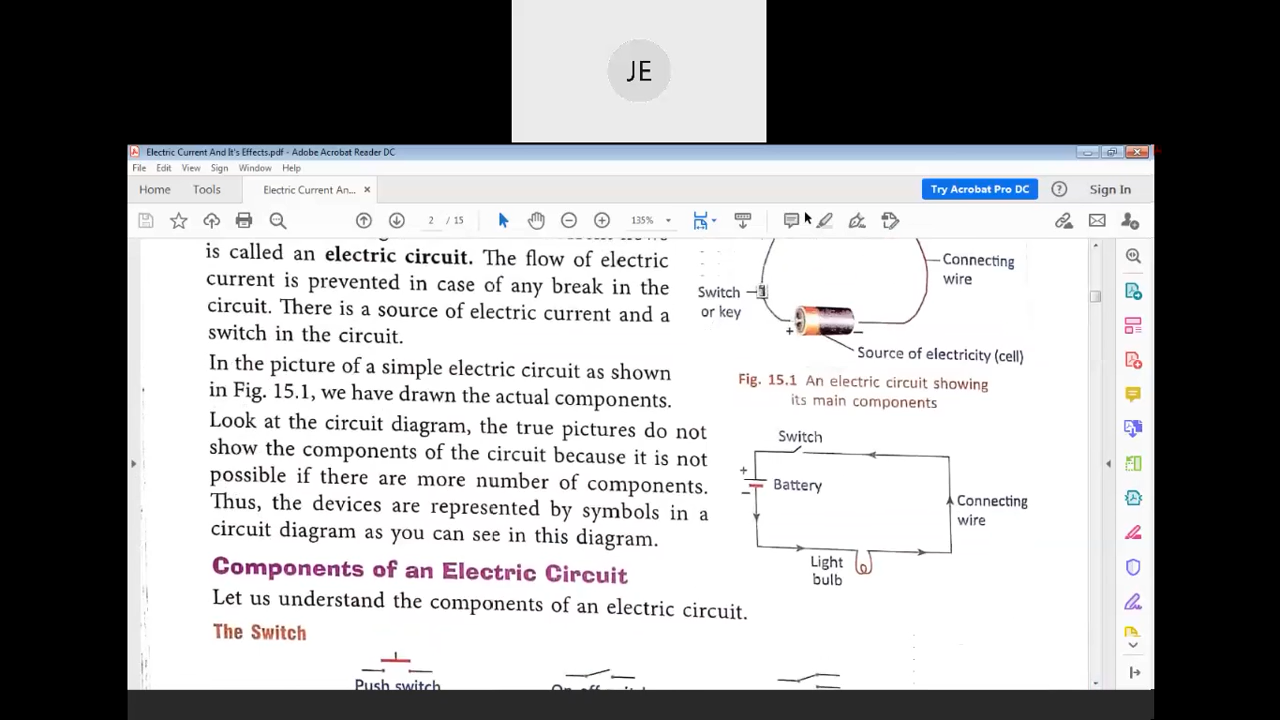 JE
Electric Current And It's Effects.pdf - Adobe Acrobat Reader DC
File Edit View Sign Window Help
Home Tools Electric Current An... × Try Acrobat Pro DC Sign In
2 / 15 135%
is called an electric circuit. The flow of electric
current is prevented in case of any break in the
circuit. There is a source of electric current and a
switch in the circuit.
In the picture of a simple electric circuit as shown
in Fig. 15.1, we have drawn the actual components.
Look at the circuit diagram, the true pictures do not
show the components of the circuit because it is not
possible if there are more number of components.
Thus, the devices are represented by symbols in a
circuit diagram as you can see in this diagram.
Components of an Electric Circuit
Let us understand the components of an electric circuit.
The Switch
Push switch
Connecting
wire
Switch
or key
+ –
Source of electricity (cell)
Fig. 15.1 An electric circuit showing
its main components
Switch
+
Battery
–
Connecting
wire
Light
bulb